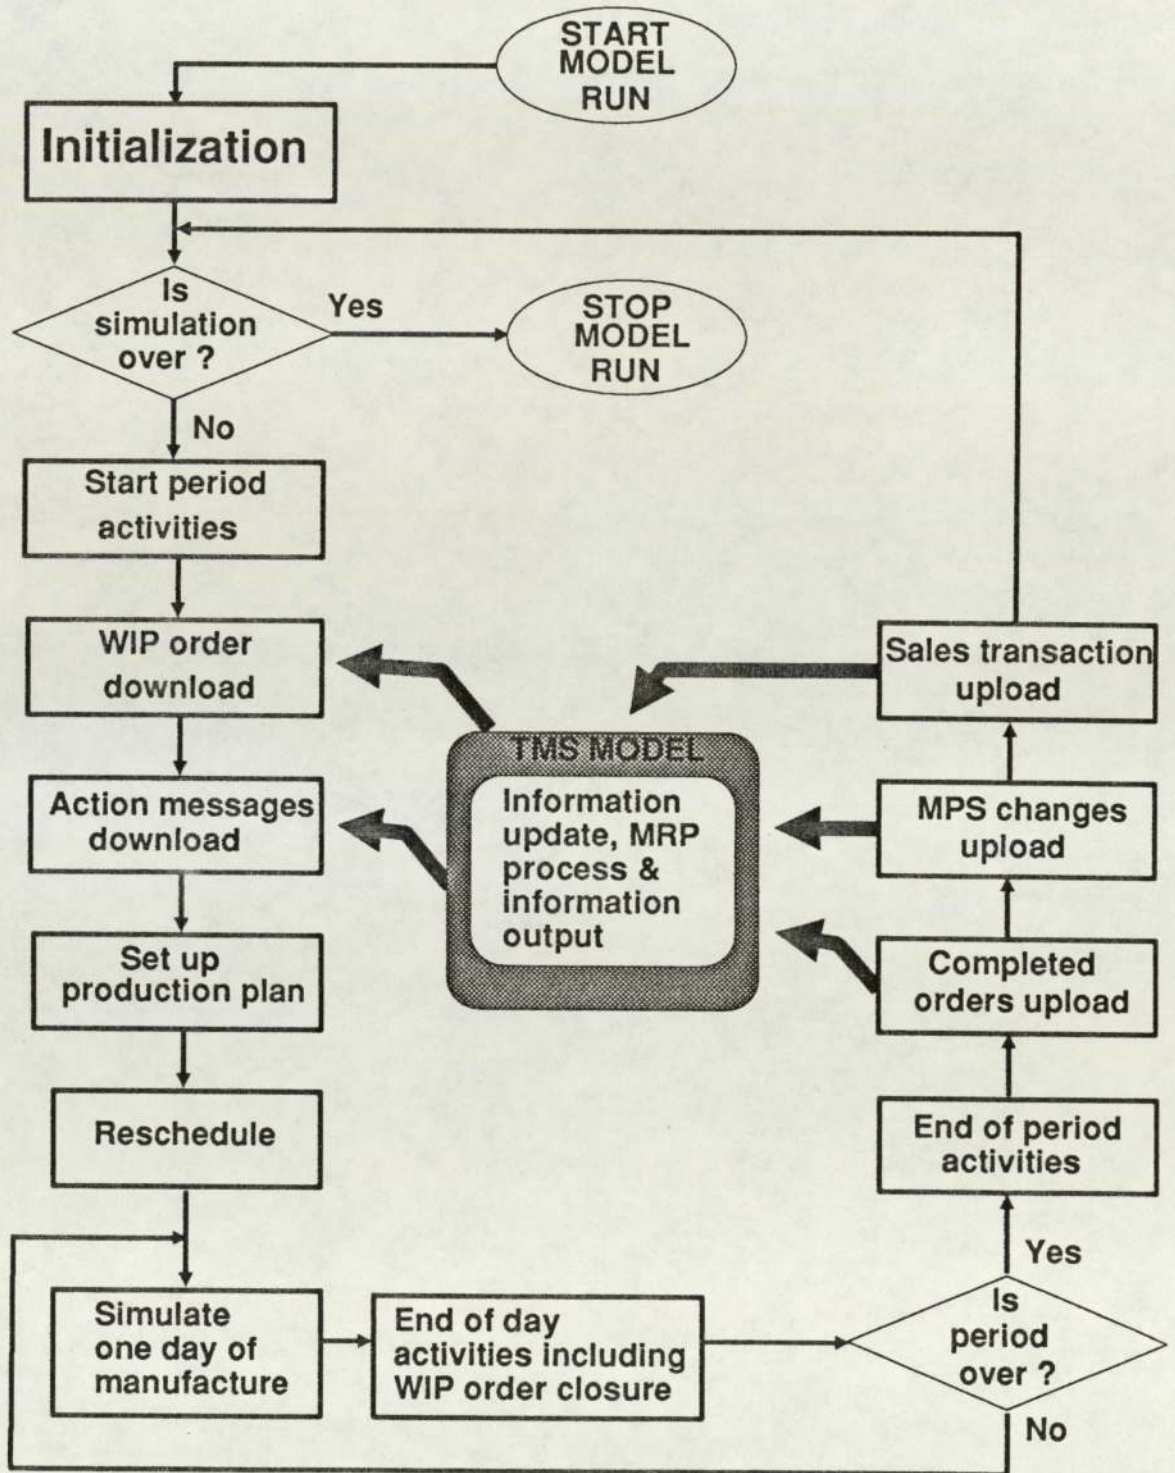 START
MODEL
RUN
Initialization
Is
simulation
over ?
Yes
STOP
MODEL
RUN
No
Start period
activities
WIP order
download
Sales transaction
upload
TMS MODEL
Information
update, MRP
process &
information
output
Action messages
download
MPS changes
upload
Set up
production plan
Completed
orders upload
Reschedule
End of period
activities
Yes
Simulate
one day of
manufacture
End of day
activities including
WIP order closure
Is
period
over ?
No